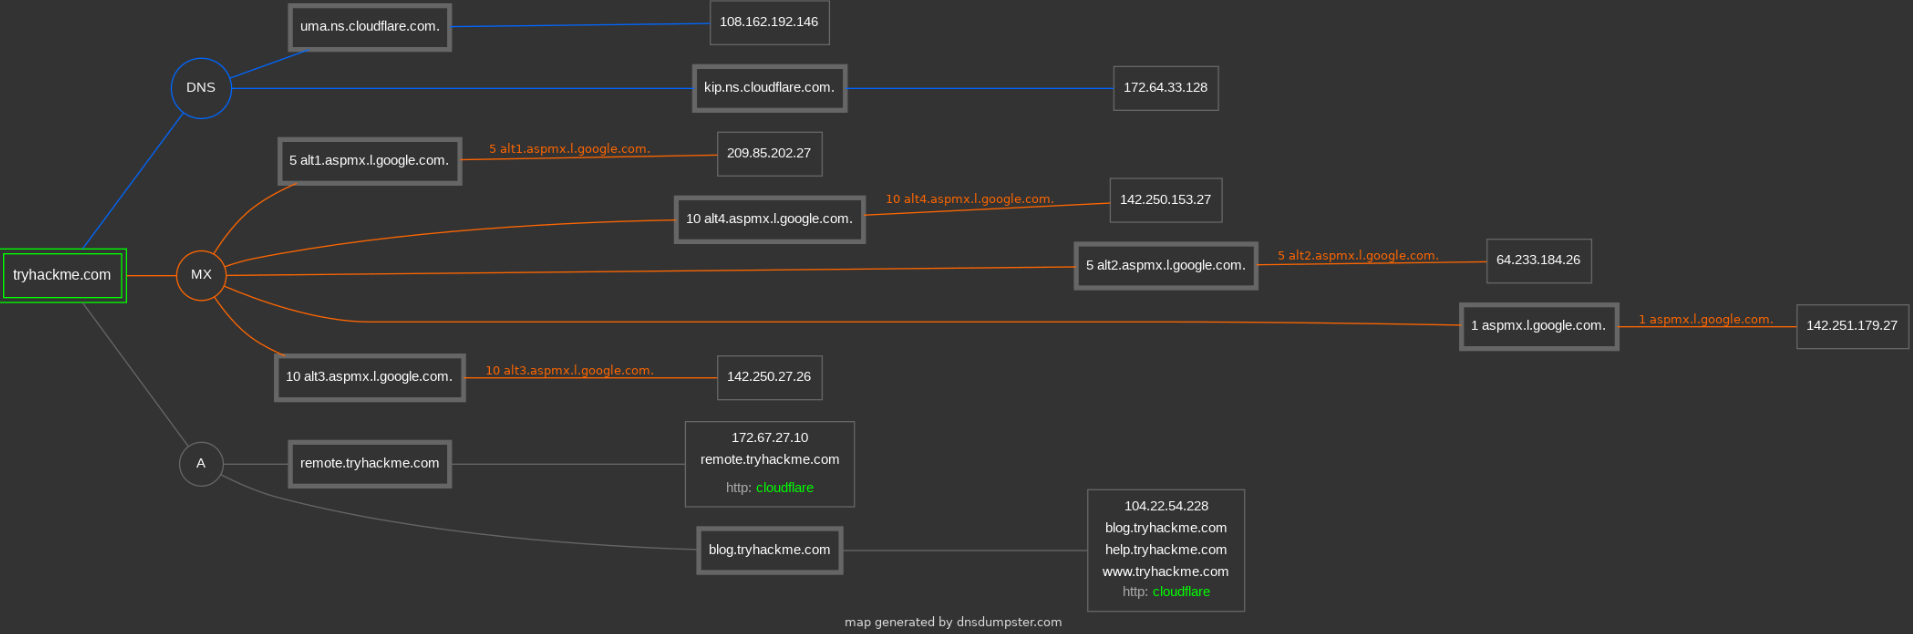 uma.ns.cloudflare.com.
108.162.192.146
DNS
kip.ns.cloudflare.com.
172.64.33.128
5 alt1.aspmx.l.google.com.
5 alt1.aspmx.l.google.com.
209.85.202.27
10 alt4.aspmx.l.google.com.
10 alt4.aspmx.l.google.com.
142.250.153.27
tryhackme.com
MX
5 alt2.aspmx.l.google.com.
5 alt2.aspmx.l.google.com.
64.233.184.26
1 aspmx.l.google.com.
1 aspmx.l.google.com.
142.251.179.27
10 alt3.aspmx.l.google.com.
10 alt3.aspmx.l.google.com.
142.250.27.26
A
remote.tryhackme.com
172.67.27.10
remote.tryhackme.com
http: cloudflare
blog.tryhackme.com
104.22.54.228
blog.tryhackme.com
help.tryhackme.com
www.tryhackme.com
http: cloudflare
map generated by dnsdumpster.com